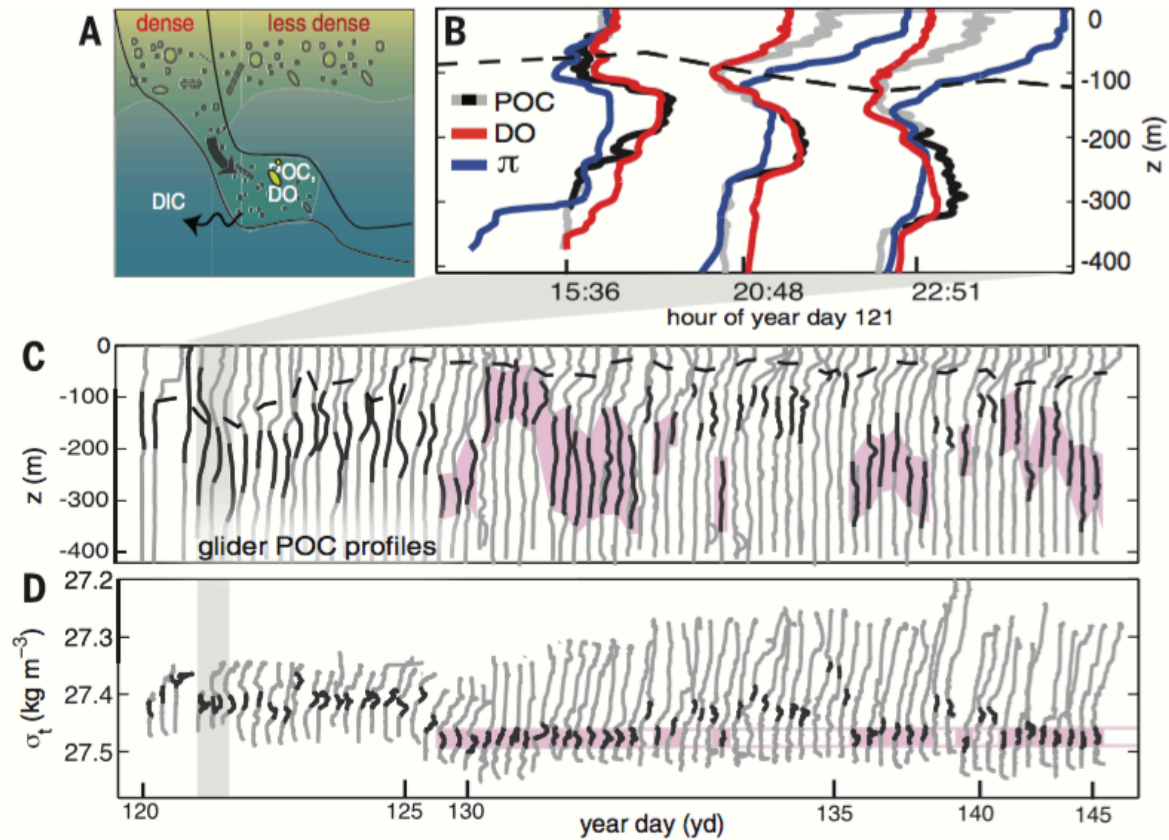 A
dense less dense
POC,
DO
DIC
B
POC
DO
π
0
-100
-200
-300
-400
z (m)
15:36 20:48 22:51
hour of year day 121
C
0
-100
-200
-300
-400
z (m)
glider POC profiles
D
27.2
27.3
27.4
27.5
σt (kg m−3)
120 125 130 135 140 145
year day (yd)